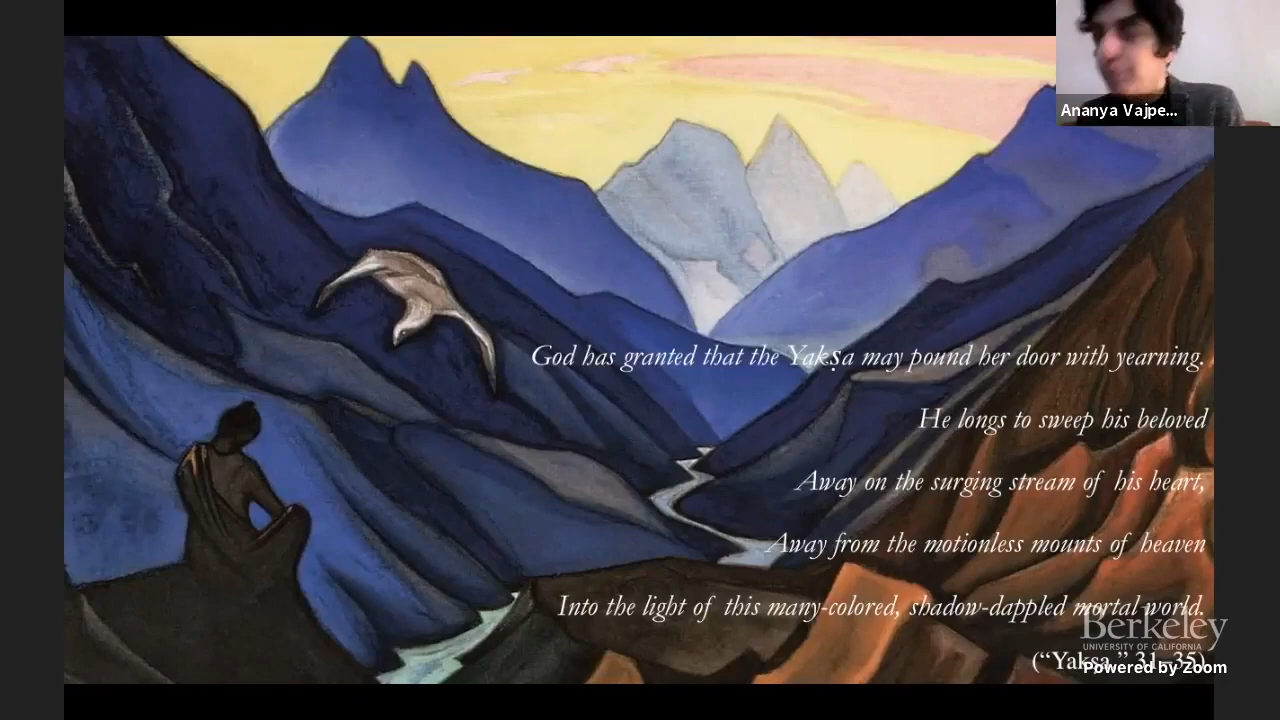 Ananya Vajpe...
God has granted that the Yakṣa may pound her door with yearning.
He longs to sweep his beloved
Away on the surging stream of his heart,
Away from the motionless mounts of heaven
Into the light of this many-colored, shadow-dappled mortal world.
Berkeley
UNIVERSITY OF CALIFORNIA
("Yakṣa," 31–35)
Powered by Zoom